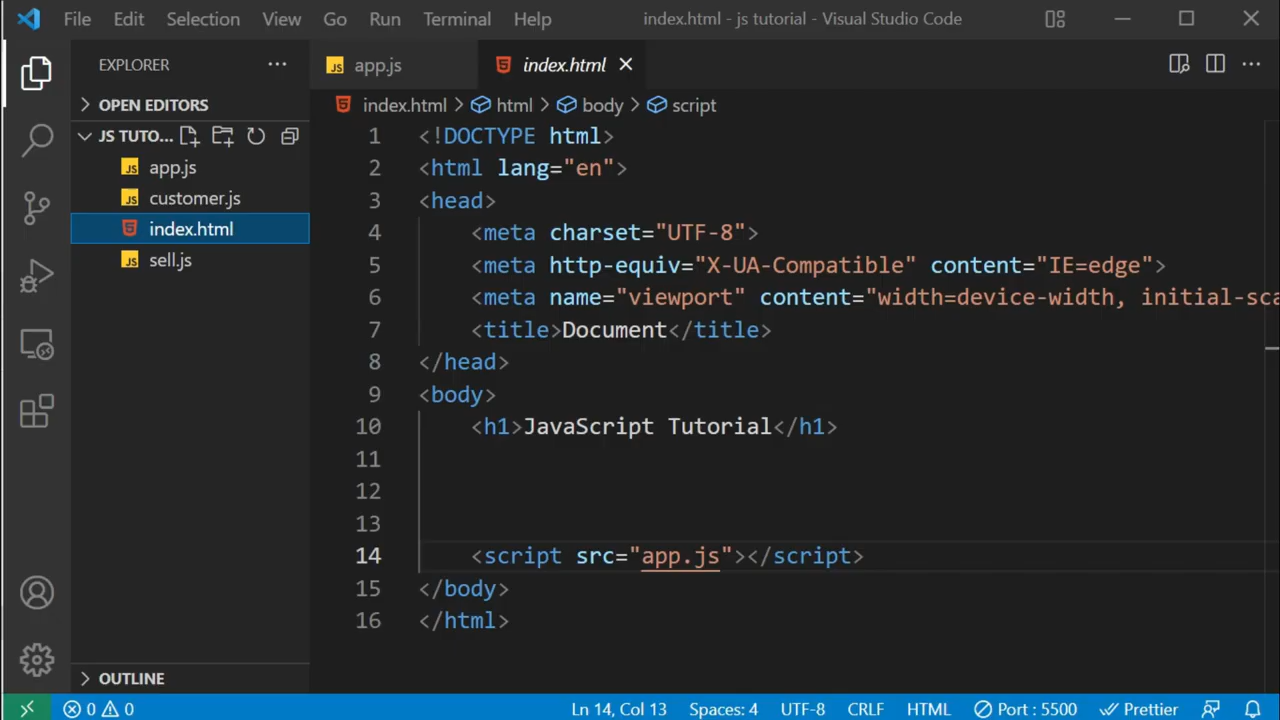 File Edit Selection View Go Run Terminal Help index.html - js tutorial - Visual Studio Code
EXPLORER
OPEN EDITORS
JS TUTO...
JS app.js
JS customer.js
index.html
JS sell.js
OUTLINE
JS app.js index.html
index.html > html > body > script
1 <!DOCTYPE html>
2 <html lang="en">
3 <head>
4 <meta charset="UTF-8">
5 <meta http-equiv="X-UA-Compatible" content="IE=edge">
6 <meta name="viewport" content="width=device-width, initial-sca
7 <title>Document</title>
8 </head>
9 <body>
10 <h1>JavaScript Tutorial</h1>
11
12
13
14 <script src="app.js"></script>
15 </body>
16 </html>
0 0 Ln 14, Col 13 Spaces: 4 UTF-8 CRLF HTML Port : 5500 Prettier